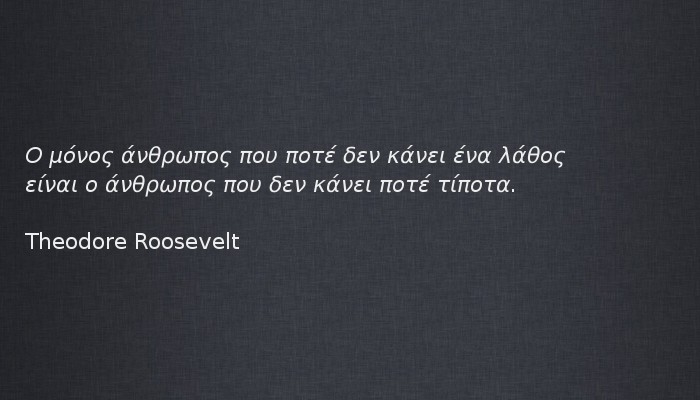 Ο μόνος άνθρωπος που ποτέ δεν κάνει ένα λάθος
είναι ο άνθρωπος που δεν κάνει ποτέ τίποτα.
Theodore Roosevelt